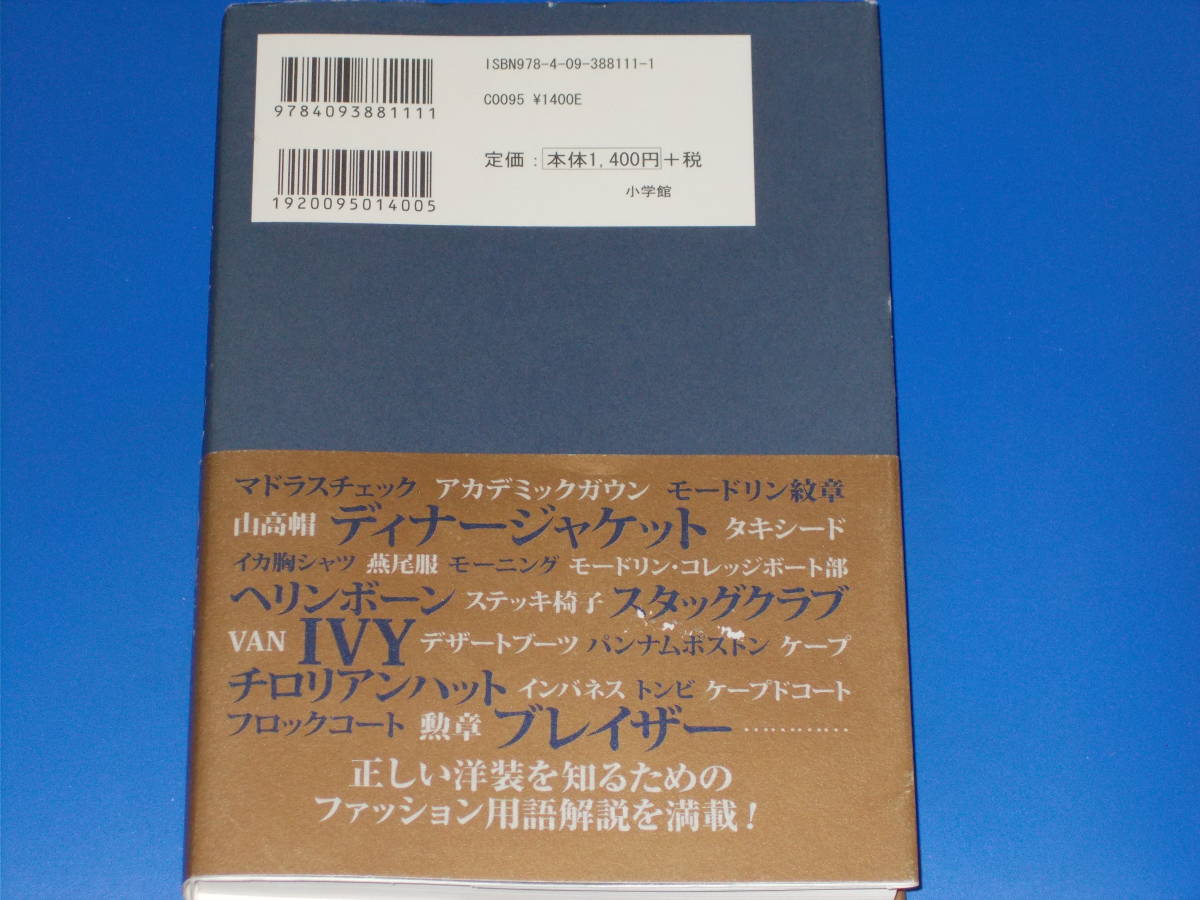 ISBN978-4-09-388111-1
9784093881111
C0095 ¥1400E
定価：本体1,400円+税
1920095014005
小学館
マドラスチェック アカデミックガウン モードリン紋章
山高帽 ディナージャケット タキシード
イカ胸シャツ 燕尾服 モーニング モードリン・コレッジボート部
ヘリンボーン ステッキ椅子 スタッグクラブ
VAN IVY デザートブーツ パンナムボストン ケープ
チロリアンハット インバネス トンビ ケープドコート
フロックコート 勲章 ブレイザー …………
正しい洋装を知るための
ファッション用語解説を満載！